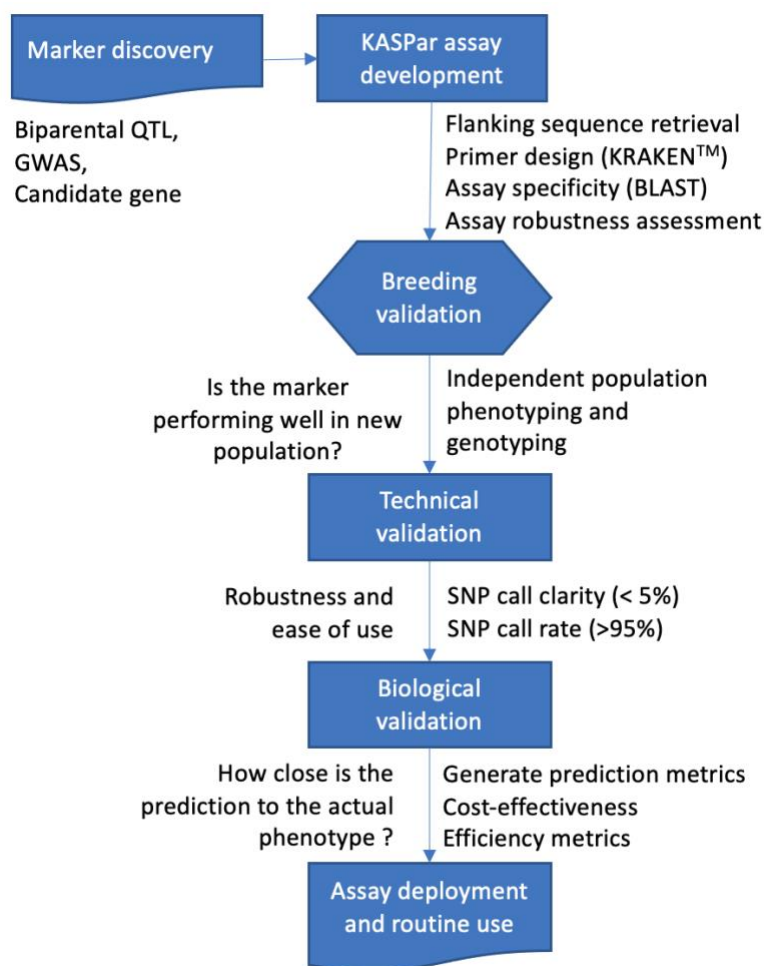 Marker discovery
KASPar assay
development
Biparental QTL,
GWAS,
Candidate gene
Flanking sequence retrieval
Primer design (KRAKEN™)
Assay specificity (BLAST)
Assay robustness assessment
Breeding
validation
Is the marker
performing well in new
population?
Independent population
phenotyping and
genotyping
Technical
validation
Robustness and
ease of use
SNP call clarity (< 5%)
SNP call rate (>95%)
Biological
validation
How close is the
prediction to the actual
phenotype ?
Generate prediction metrics
Cost-effectiveness
Efficiency metrics
Assay deployment
and routine use